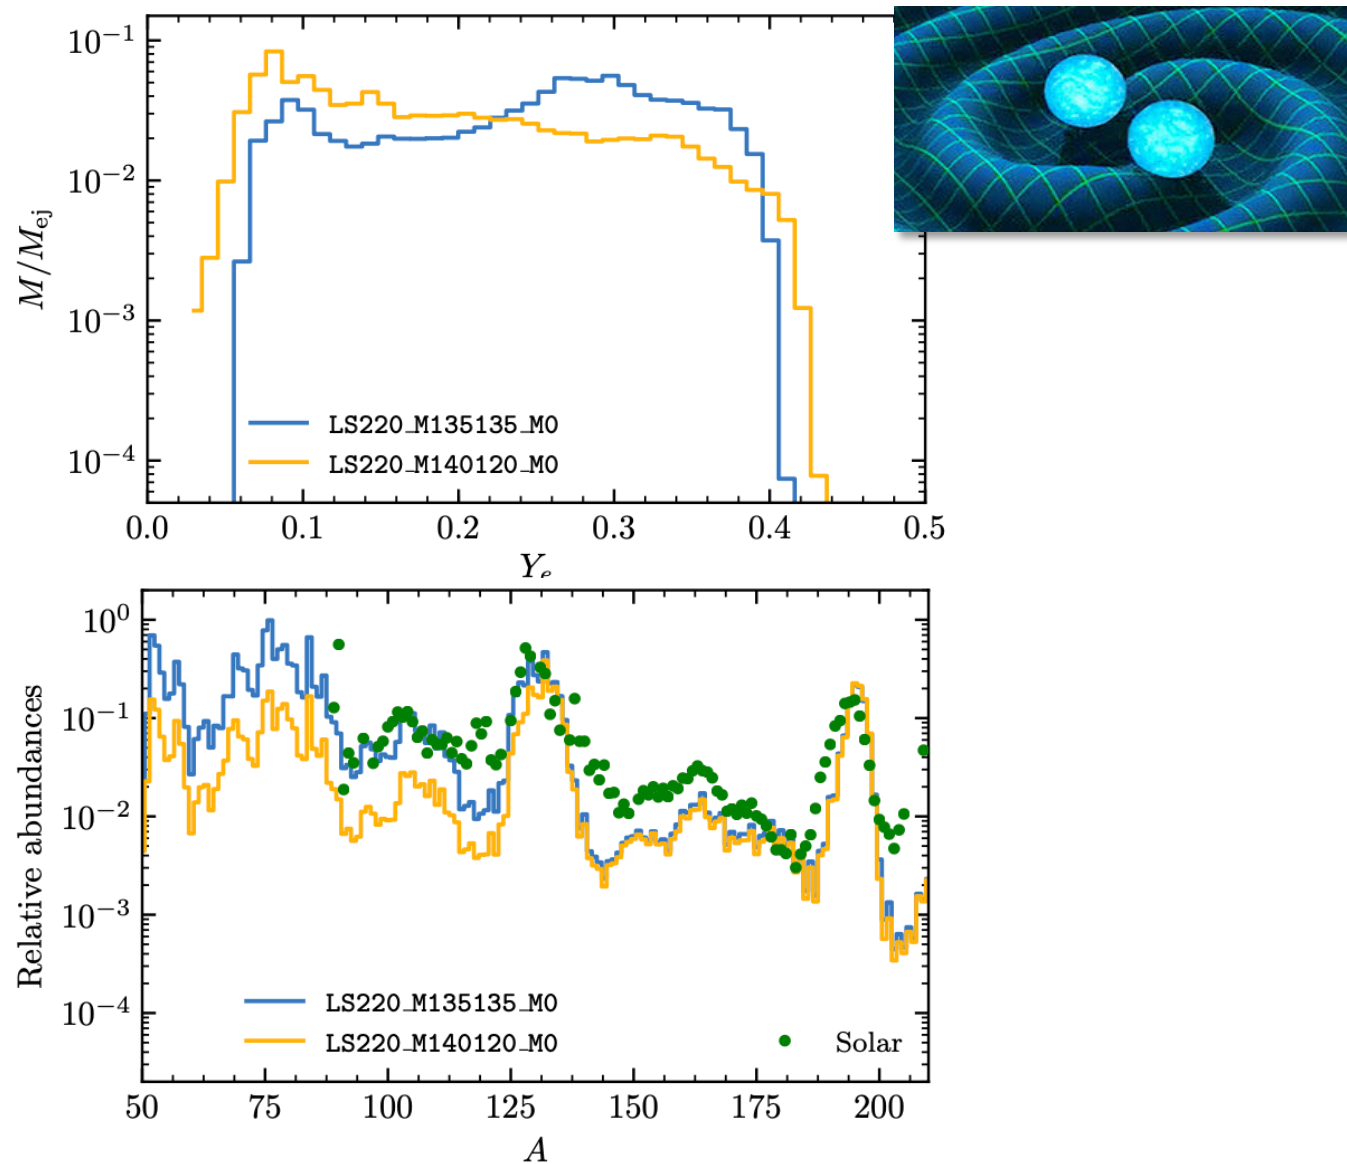 10⁻¹
10⁻²
10⁻³
10⁻⁴
M/M_ej
LS220_M135135_M0
LS220_M140120_M0
0.0 0.1 0.2 0.3 0.4 0.5
Y_e
10⁰
10⁻¹
10⁻²
10⁻³
10⁻⁴
Relative abundances
LS220_M135135_M0
LS220_M140120_M0
Solar
50 75 100 125 150 175 200
A